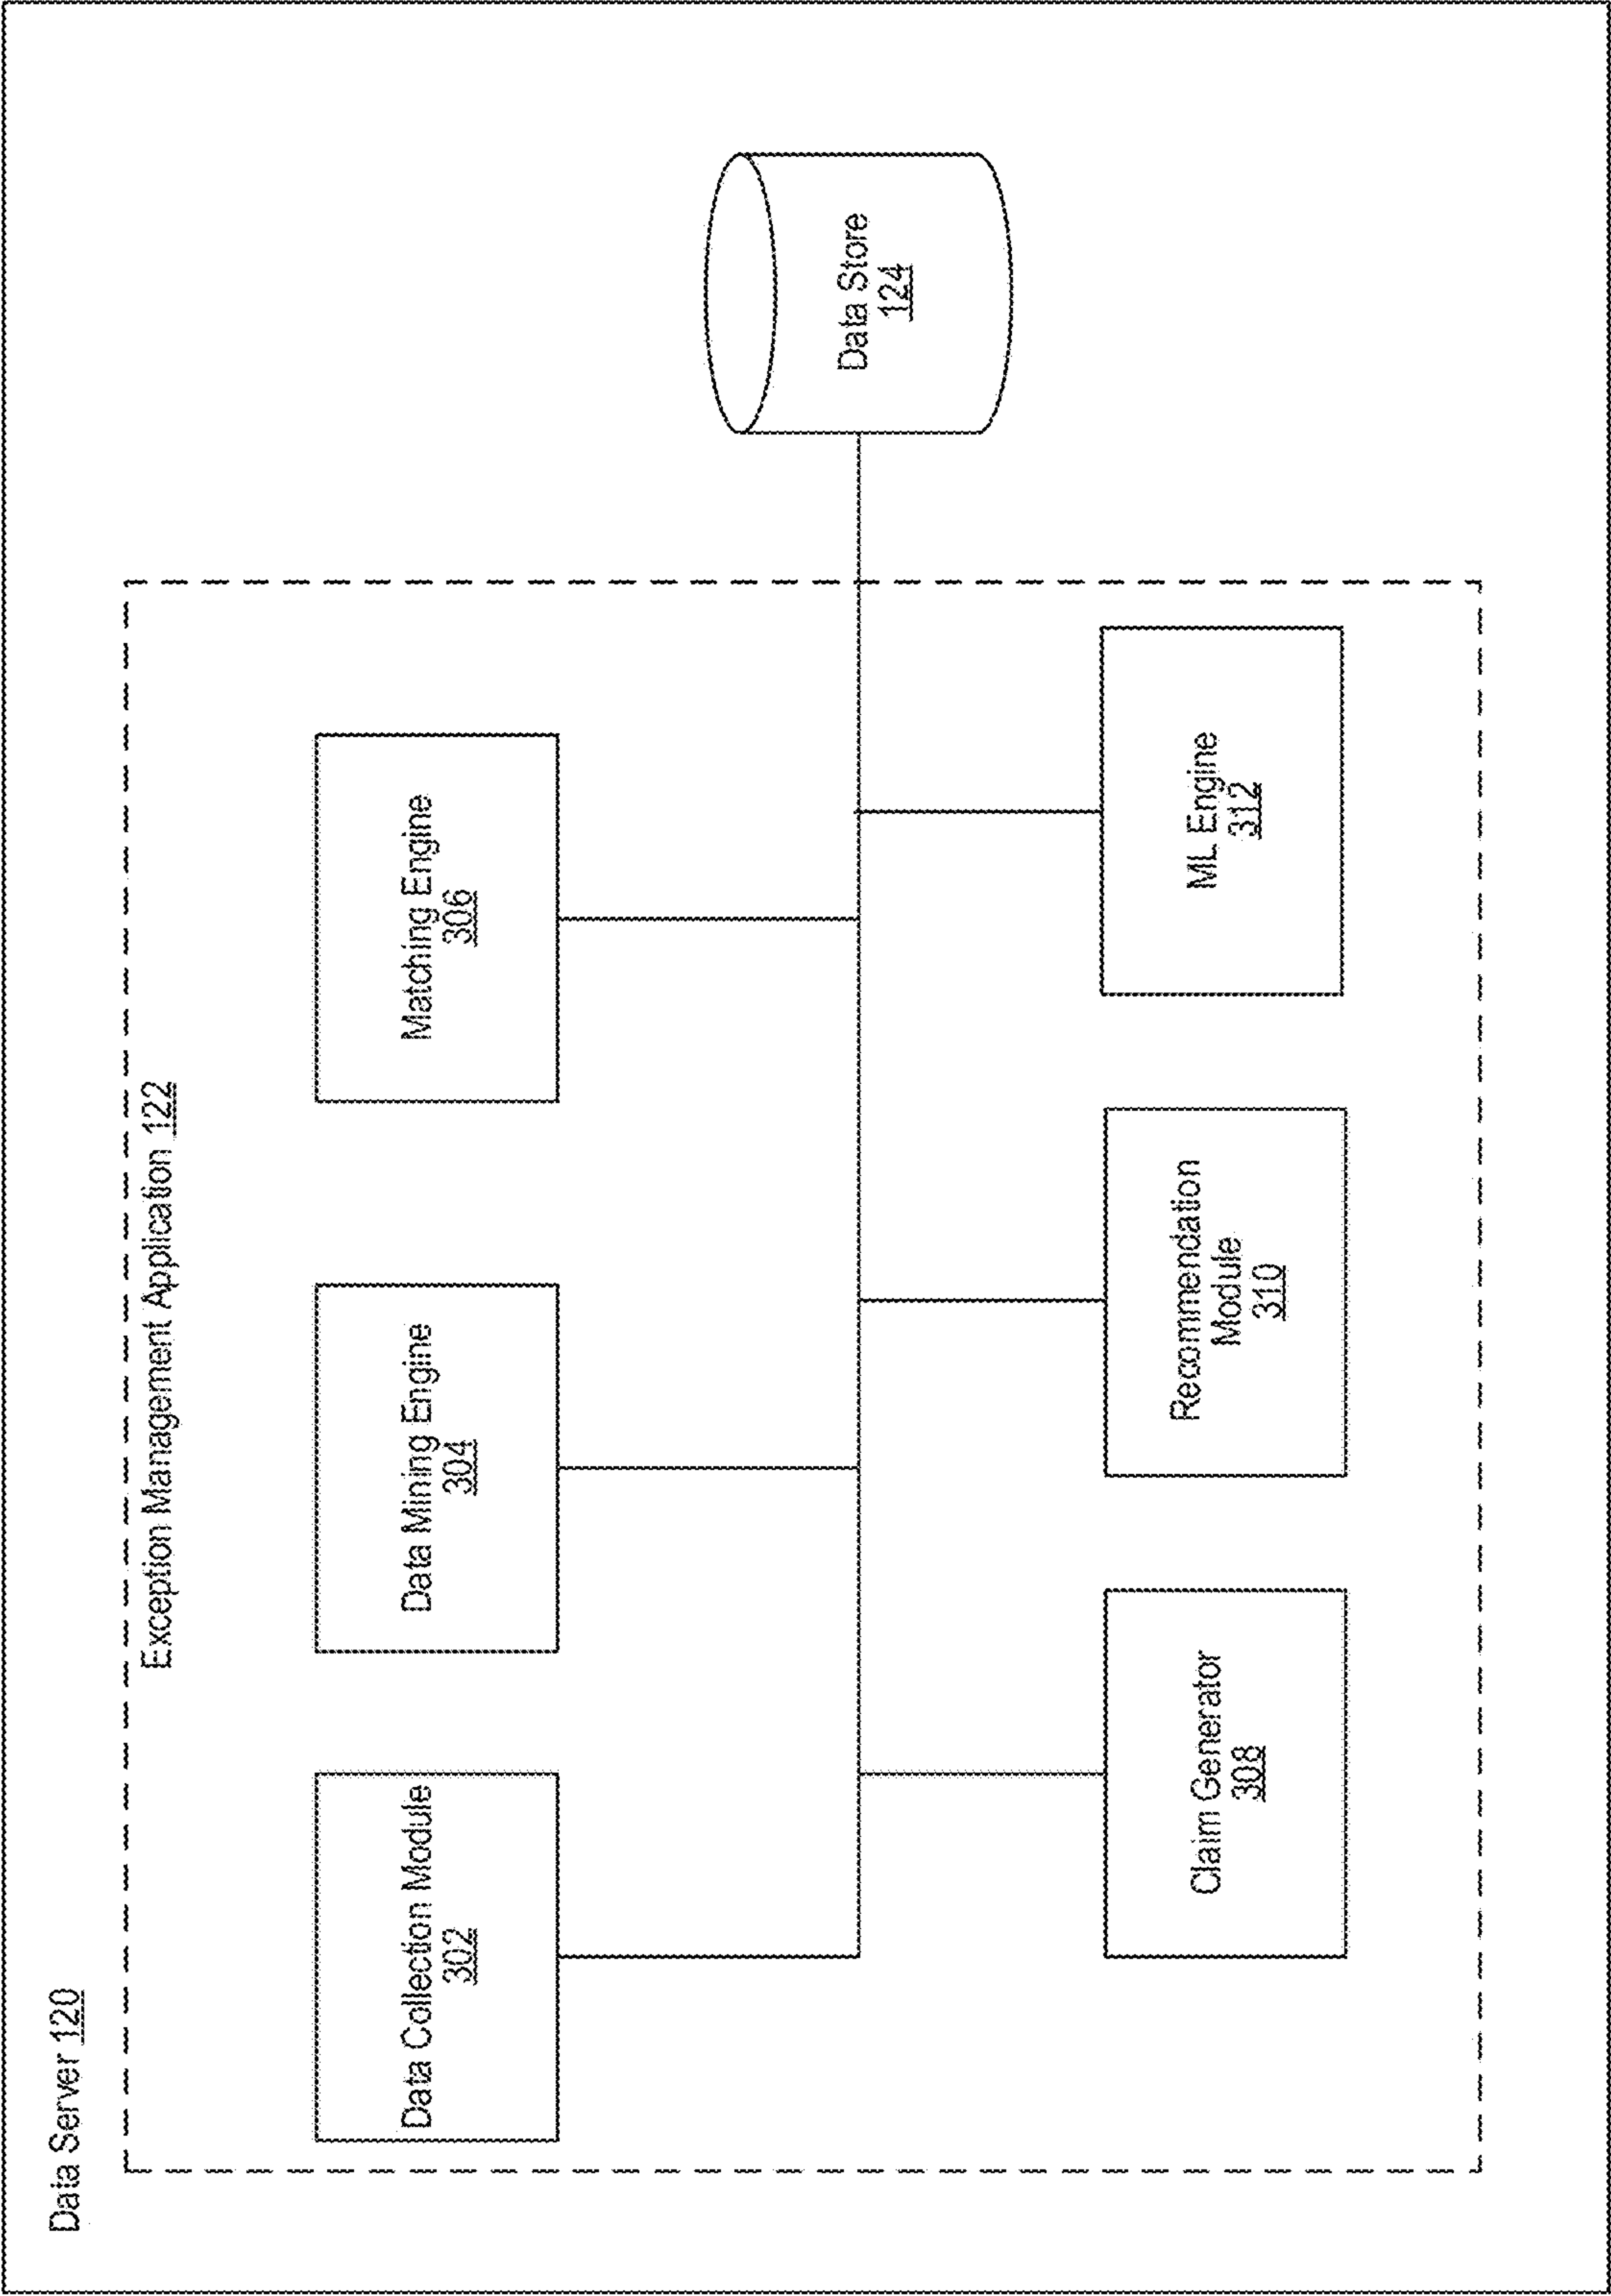 Data Server 120
Exception Management Application 122
Data Collection Module
302
Data Mining Engine
304
Matching Engine
306
Data Store
124
Claim Generator
308
Recommendation
Module
310
ML Engine
312